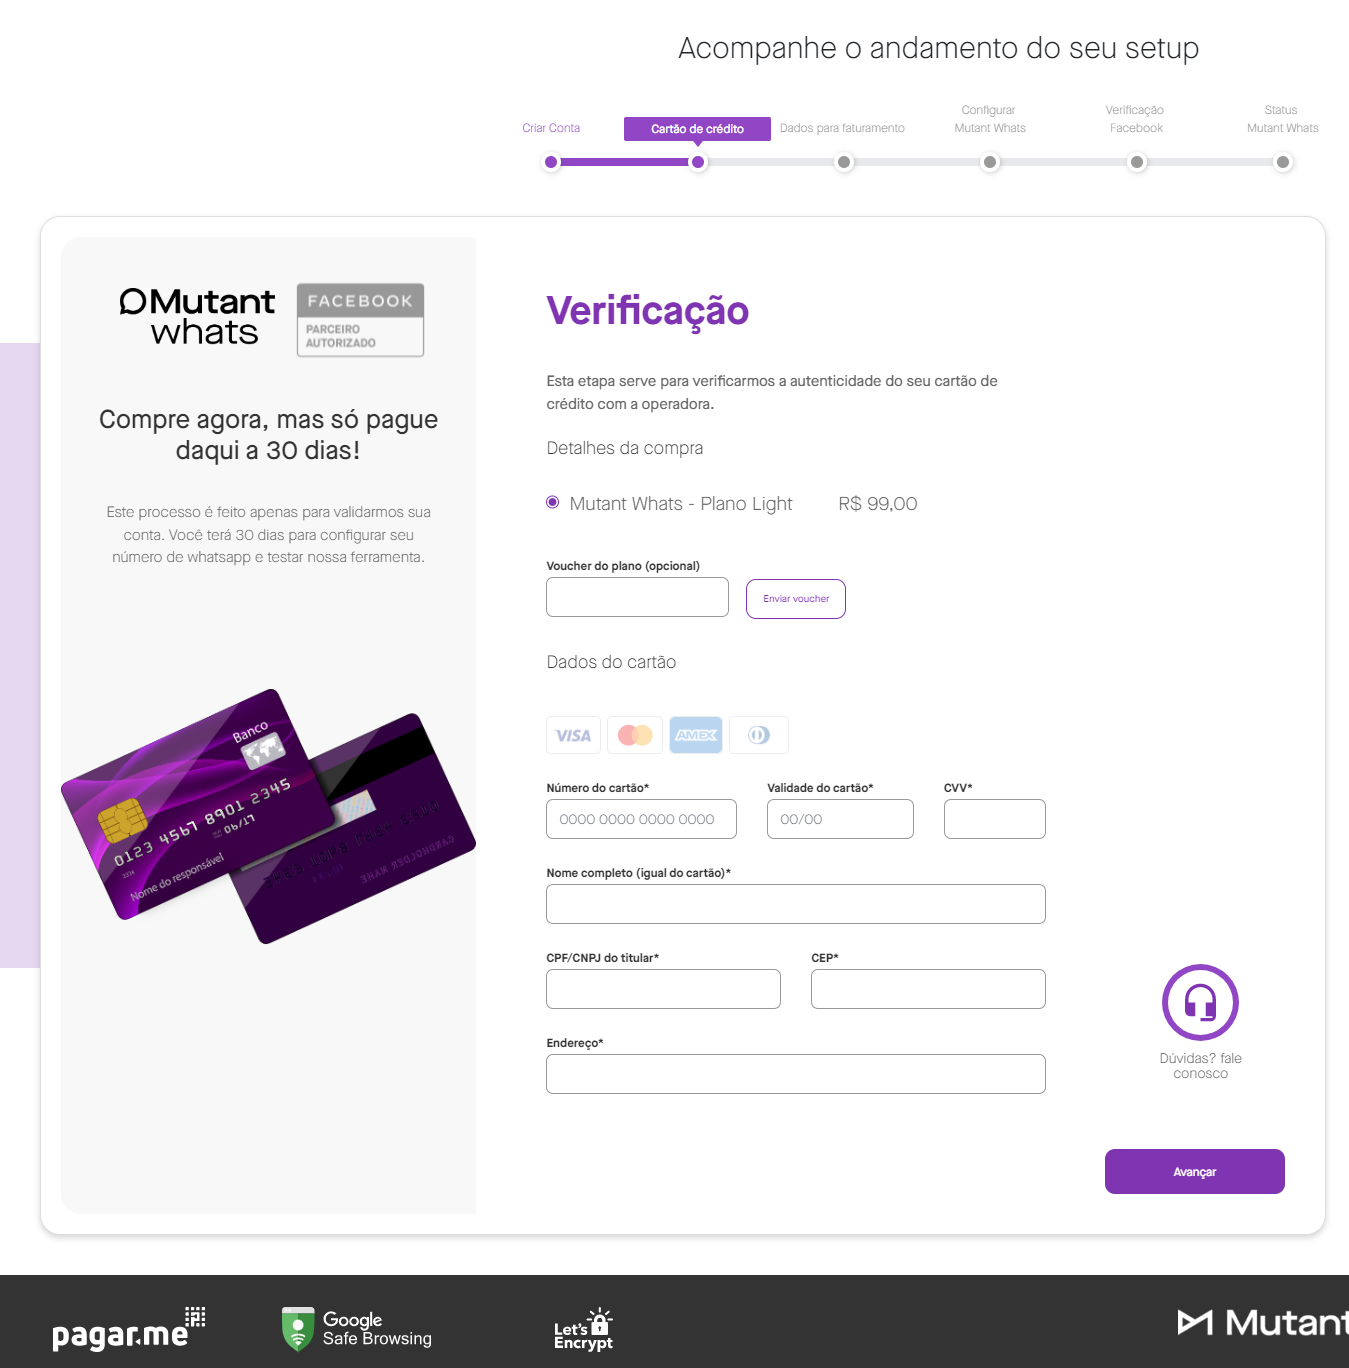 Acompanhe o andamento do seu setup
Criar Conta
Cartão de crédito
Dados para faturamento
Configurar
Mutant Whats
Verificação
Facebook
Status
Mutant Whats
Mutant
whats
FACEBOOK
PARCEIRO
AUTORIZADO
Compre agora, mas só pague
daqui a 30 dias!
Este processo é feito apenas para validarmos sua
conta. Você terá 30 dias para configurar seu
número de whatsapp e testar nossa ferramenta.
Banco
0123 4567 8901 2345
06/17
Nome do responsável
CARDHOLDER NAME
Verificação
Esta etapa serve para verificarmos a autenticidade do seu cartão de
crédito com a operadora.
Detalhes da compra
Mutant Whats - Plano Light R$ 99,00
Voucher do plano (opcional)
Enviar voucher
Dados do cartão
VISA
AMEX
Número do cartão* Validade do cartão* CVV*
0000 0000 0000 0000 00/00
Nome completo (igual do cartão)*
CPF/CNPJ do titular* CEP*
Endereço*
Dúvidas? fale
conosco
Avançar
pagar.me
Google
Safe Browsing
Let's
Encrypt
Mutant